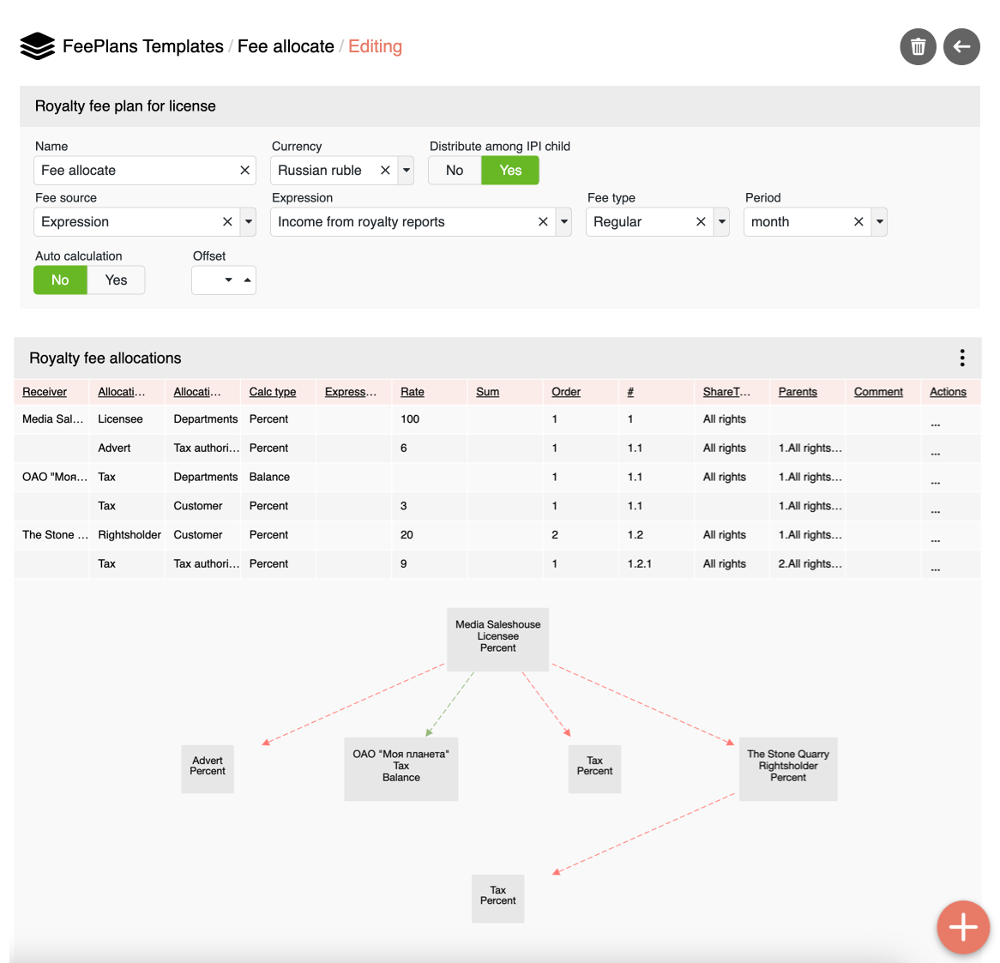 FeePlans Templates / Fee allocate / Editing
Royalty fee plan for license
Name Currency Distribute among IPI child
Fee allocate Russian ruble No Yes
Fee source Expression Fee type Period
Expression Income from royalty reports Regular month
Auto calculation Offset
No Yes
Royalty fee allocations
Receiver Allocati... Allocati... Calc type Express... Rate Sum Order # ShareT... Parents Comment Actions
Media Sal... Licensee Departments Percent 100 1 1 All rights ...
Advert Tax authori... Percent 6 1 1.1 All rights 1.All rights... ...
ОАО "Моя... Tax Departments Balance 1 1.1 All rights 1.All rights... ...
Tax Customer Percent 3 1 1.1 1.All rights... ...
The Stone ... Rightsholder Customer Percent 20 2 1.2 All rights 1.All rights... ...
Tax Tax authori... Percent 9 1 1.2.1 All rights 2.All rights... ...
Media Saleshouse
Licensee
Percent
Advert
Percent
ОАО "Моя планета"
Tax
Balance
Tax
Percent
The Stone Quarry
Rightsholder
Percent
Tax
Percent